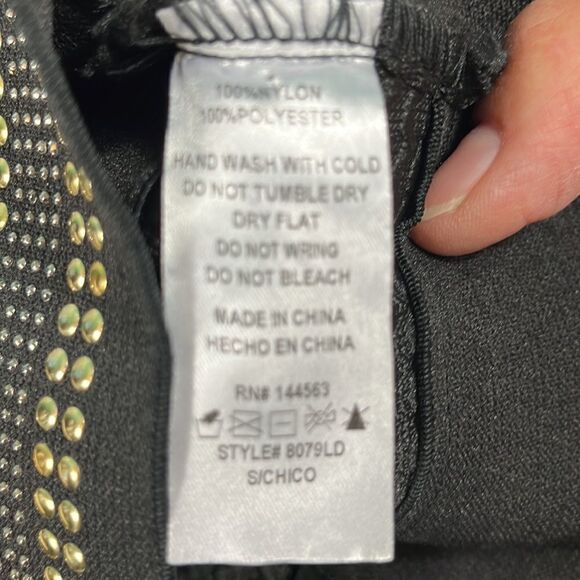 100%NYLON
100%POLYESTER
HAND WASH WITH COLD
DO NOT TUMBLE DRY
DRY FLAT
DO NOT WRING
DO NOT BLEACH
MADE IN CHINA
HECHO EN CHINA
RN# 144563
STYLE# 8079LD
S/CHICO